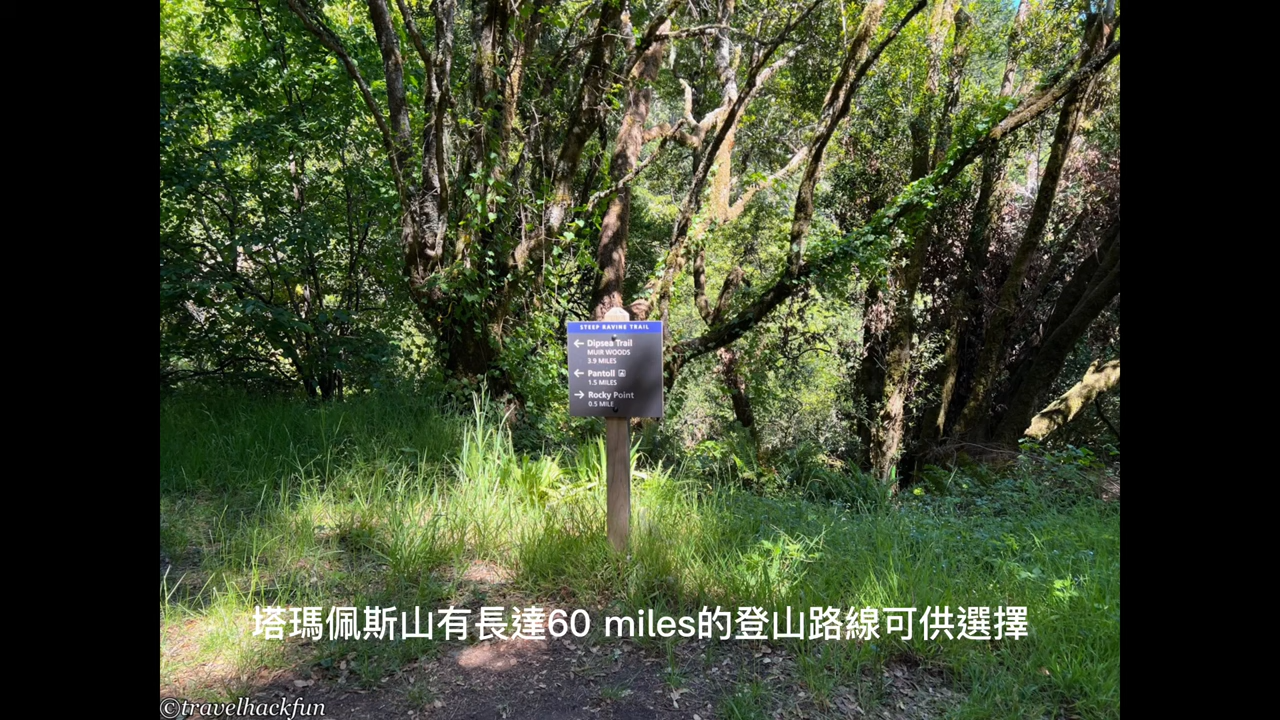 STEEP RAVINE TRAIL
← Dipsea Trail
MUIR WOODS
3.9 MILES
← Pantoll
1.5 MILES
→ Rocky Point
0.5 MILE
塔瑪佩斯山有長達60 miles的登山路線可供選擇
©travelhackfun